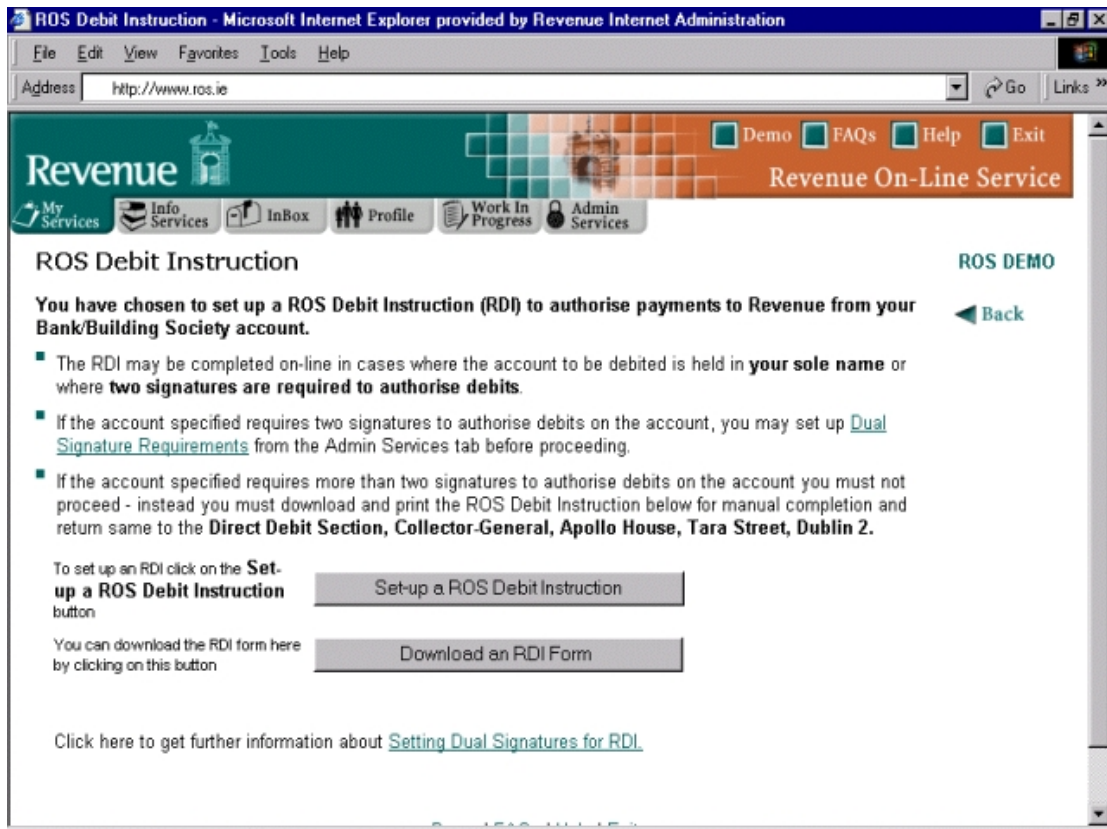 ROS Debit Instruction - Microsoft Internet Explorer provided by Revenue Internet Administration
File Edit View Favorites Tools Help
Address http://www.ros.ie Go Links »
Demo FAQs Help Exit
Revenue
Revenue On-Line Service
My Services Info Services InBox Profile Work In Progress Admin Services
ROS Debit Instruction
ROS DEMO
You have chosen to set up a ROS Debit Instruction (RDI) to authorise payments to Revenue from your
Bank/Building Society account.
Back
The RDI may be completed on-line in cases where the account to be debited is held in your sole name or
where two signatures are required to authorise debits.
If the account specified requires two signatures to authorise debits on the account, you may set up Dual
Signature Requirements from the Admin Services tab before proceeding.
If the account specified requires more than two signatures to authorise debits on the account you must not
proceed - instead you must download and print the ROS Debit Instruction below for manual completion and
return same to the Direct Debit Section, Collector-General, Apollo House, Tara Street, Dublin 2.
To set up an RDI click on the Set-
up a ROS Debit Instruction
button
Set-up a ROS Debit Instruction
You can download the RDI form here
by clicking on this button
Download an RDI Form
Click here to get further information about Setting Dual Signatures for RDI.